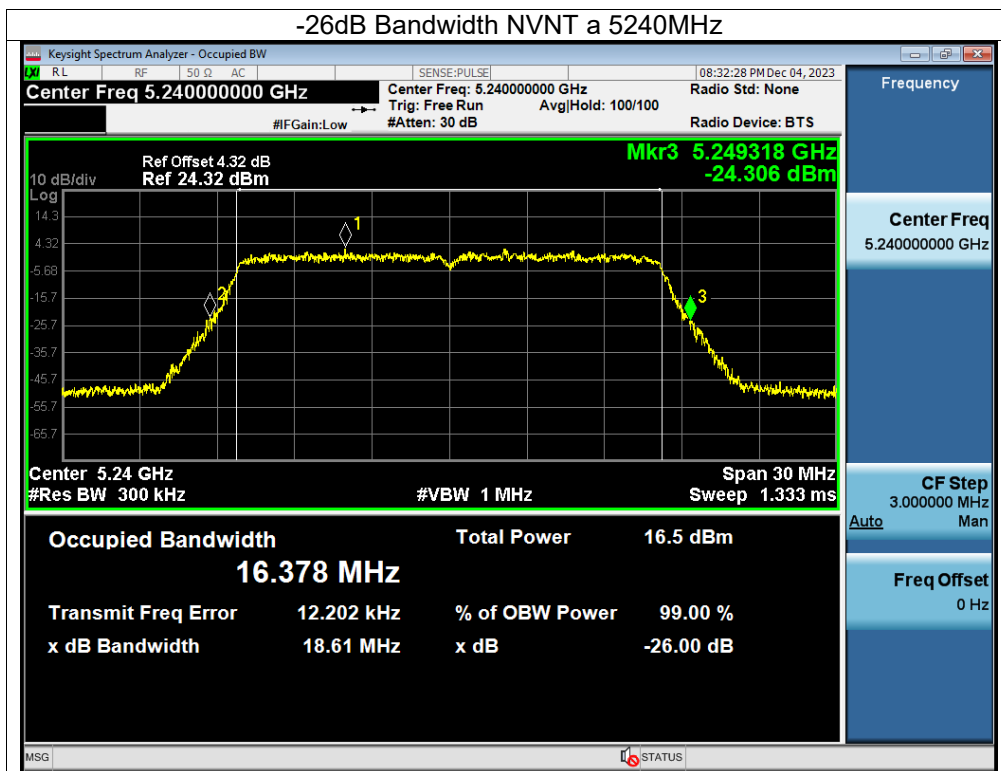 -26dB Bandwidth NVNT a 5240MHz
Keysight Spectrum Analyzer - Occupied BW
LXI RL RF 50 Ω AC SENSE:PULSE 08:32:28 PM Dec 04, 2023
Center Freq 5.240000000 GHz
Center Freq: 5.240000000 GHz Radio Std: None
Trig: Free Run Avg|Hold: 100/100
#IFGain:Low #Atten: 30 dB Radio Device: BTS
Frequency
Mkr3 5.249318 GHz
-24.306 dBm
Ref Offset 4.32 dB
10 dB/div Ref 24.32 dBm
Log
14.3
4.32
-5.68
-15.7
-25.7
-35.7
-45.7
-55.7
-65.7
1
2
3
Center 5.24 GHz Span 30 MHz
#Res BW 300 kHz #VBW 1 MHz Sweep 1.333 ms
Occupied Bandwidth Total Power 16.5 dBm
16.378 MHz
Transmit Freq Error 12.202 kHz % of OBW Power 99.00 %
x dB Bandwidth 18.61 MHz x dB -26.00 dB
Center Freq
5.240000000 GHz
CF Step
3.000000 MHz
Auto Man
Freq Offset
0 Hz
MSG STATUS